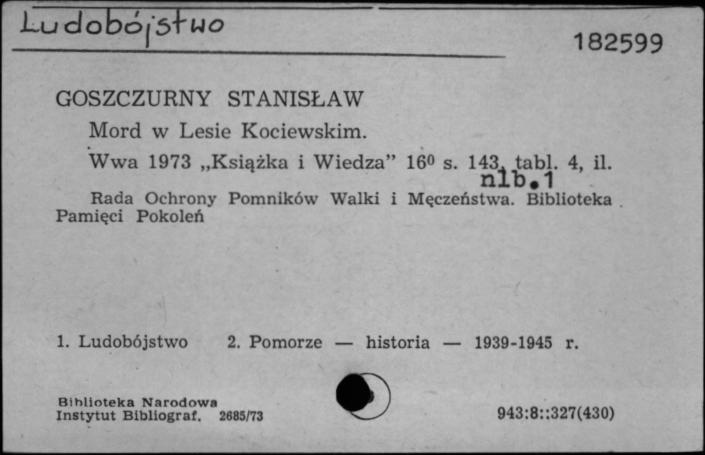 Ludobójstwo
182599
GOSZCZURNY STANISŁAW
Mord w Lesie Kociewskim.
Wwa 1973 „Książka i Wiedza” 16⁰ s. 143, tabl. 4, il.
nlb.1
Rada Ochrony Pomników Walki i Męczeństwa. Biblioteka
Pamięci Pokoleń
1. Ludobójstwo 2. Pomorze — historia — 1939-1945 r.
Biblioteka Narodowa
Instytut Bibliograf. 2685/73
943:8::327(430)